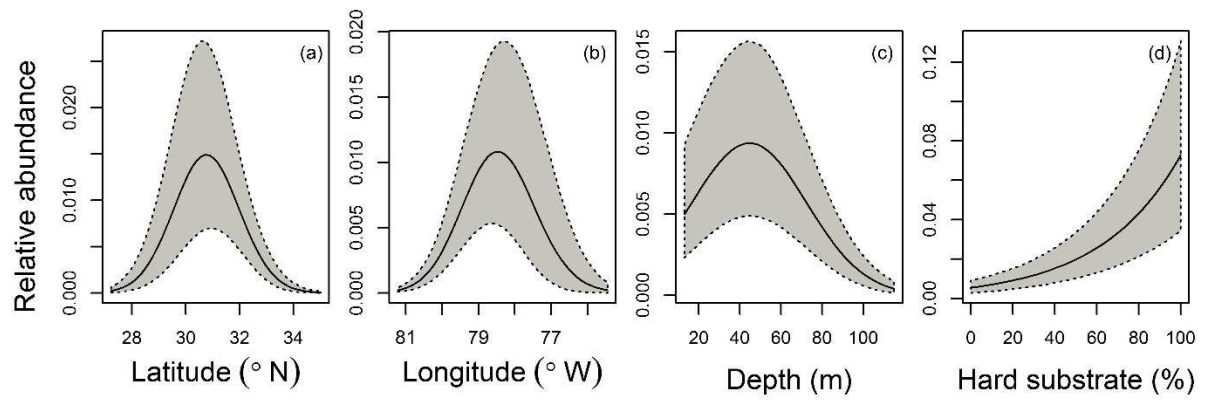 Relative abundance
(a)
0.000
0.010
0.020
28 30 32 34
Latitude (° N)
(b)
0.000
0.005
0.010
0.015
0.020
81 79 77
Longitude (° W)
(c)
0.000
0.005
0.010
0.015
20 40 60 80 100
Depth (m)
(d)
0.00
0.04
0.08
0.12
0 20 40 60 80 100
Hard substrate (%)